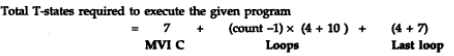 Total T-states required to execute the given program
= 7 + (count –1) × (4 + 10 ) + (4 + 7)
MVI C Loops Last loop